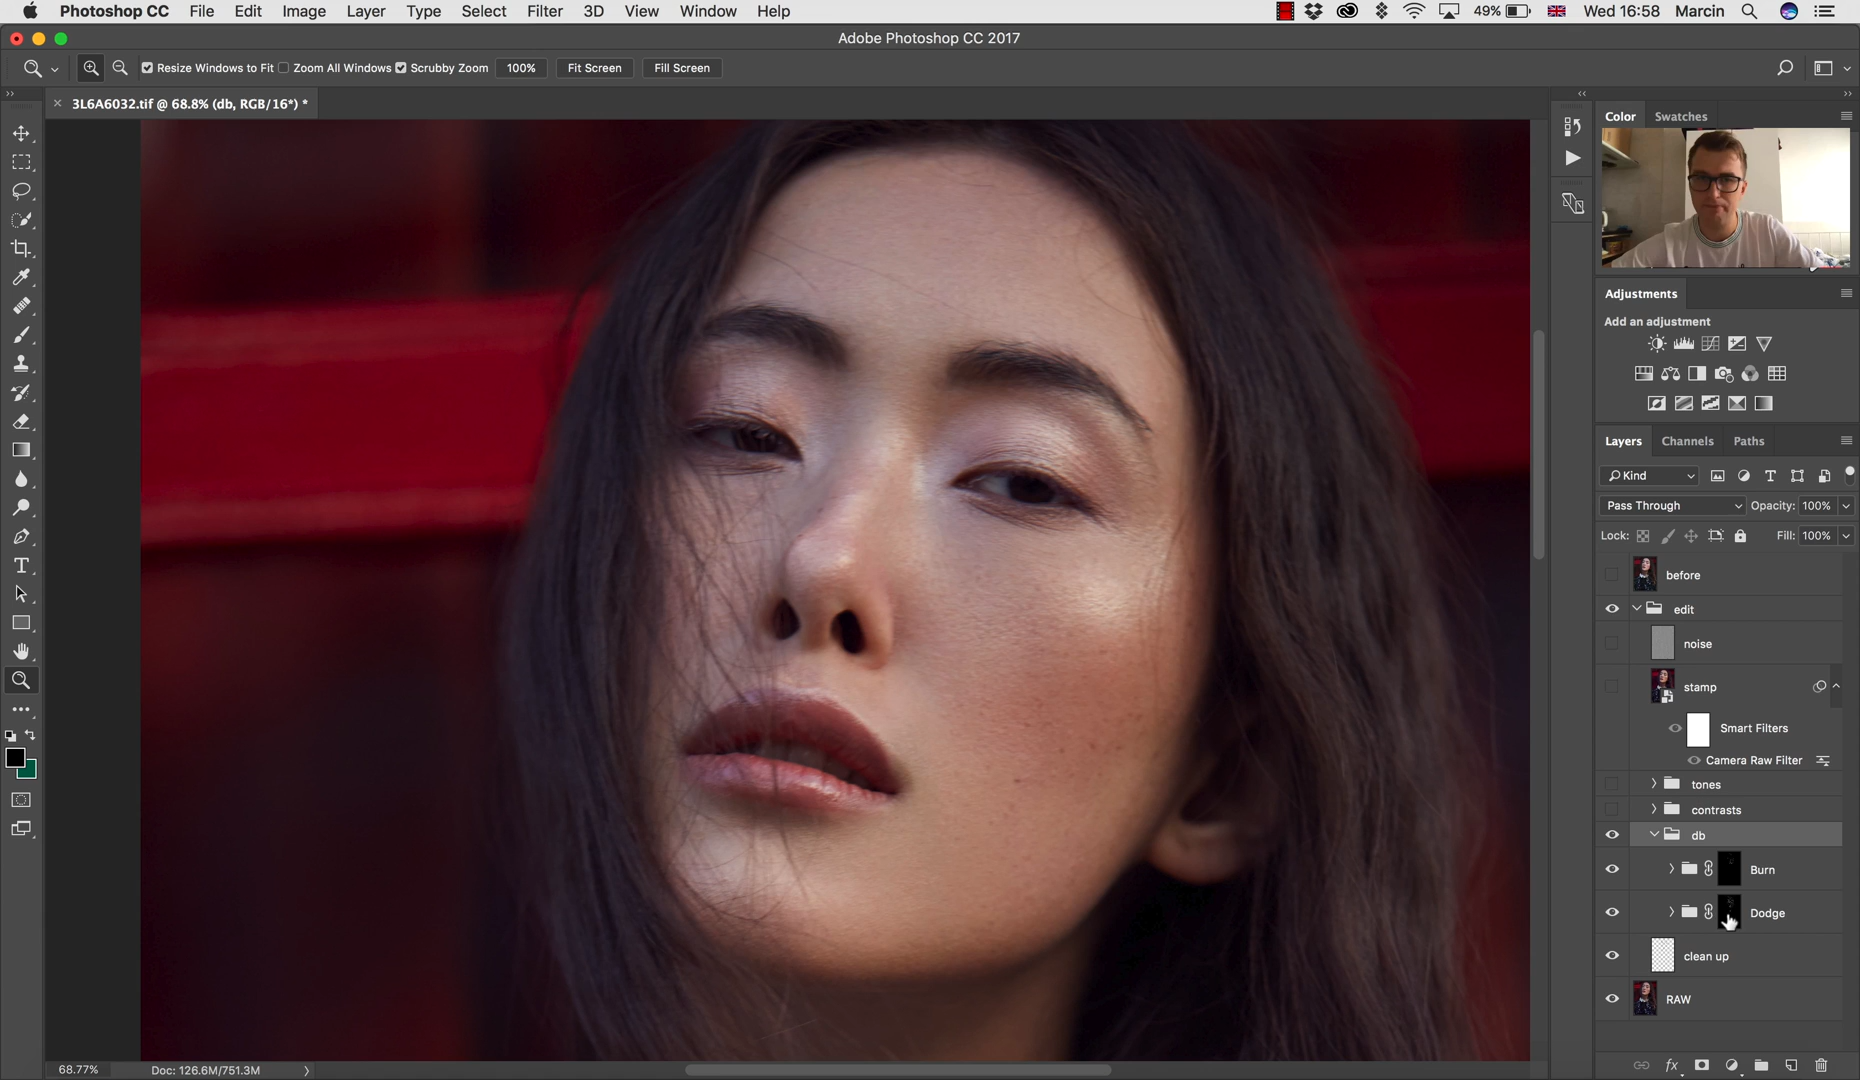 Photoshop CC File Edit Image Layer Type Select Filter 3D View Window Help 49% Wed 16:58 Marcin
Adobe Photoshop CC 2017
Resize Windows to Fit Zoom All Windows Scrubby Zoom 100% Fit Screen Fill Screen
3L6A6032.tif @ 68.8% (db, RGB/16*) *
Color Swatches
Adjustments
Add an adjustment
Layers Channels Paths
Kind
Pass Through Opacity: 100%
Lock: Fill: 100%
before
edit
noise
stamp
Smart Filters
Camera Raw Filter
tones
contrasts
db
Burn
Dodge
clean up
RAW
fx
68.77% Doc: 126.6M/751.3M